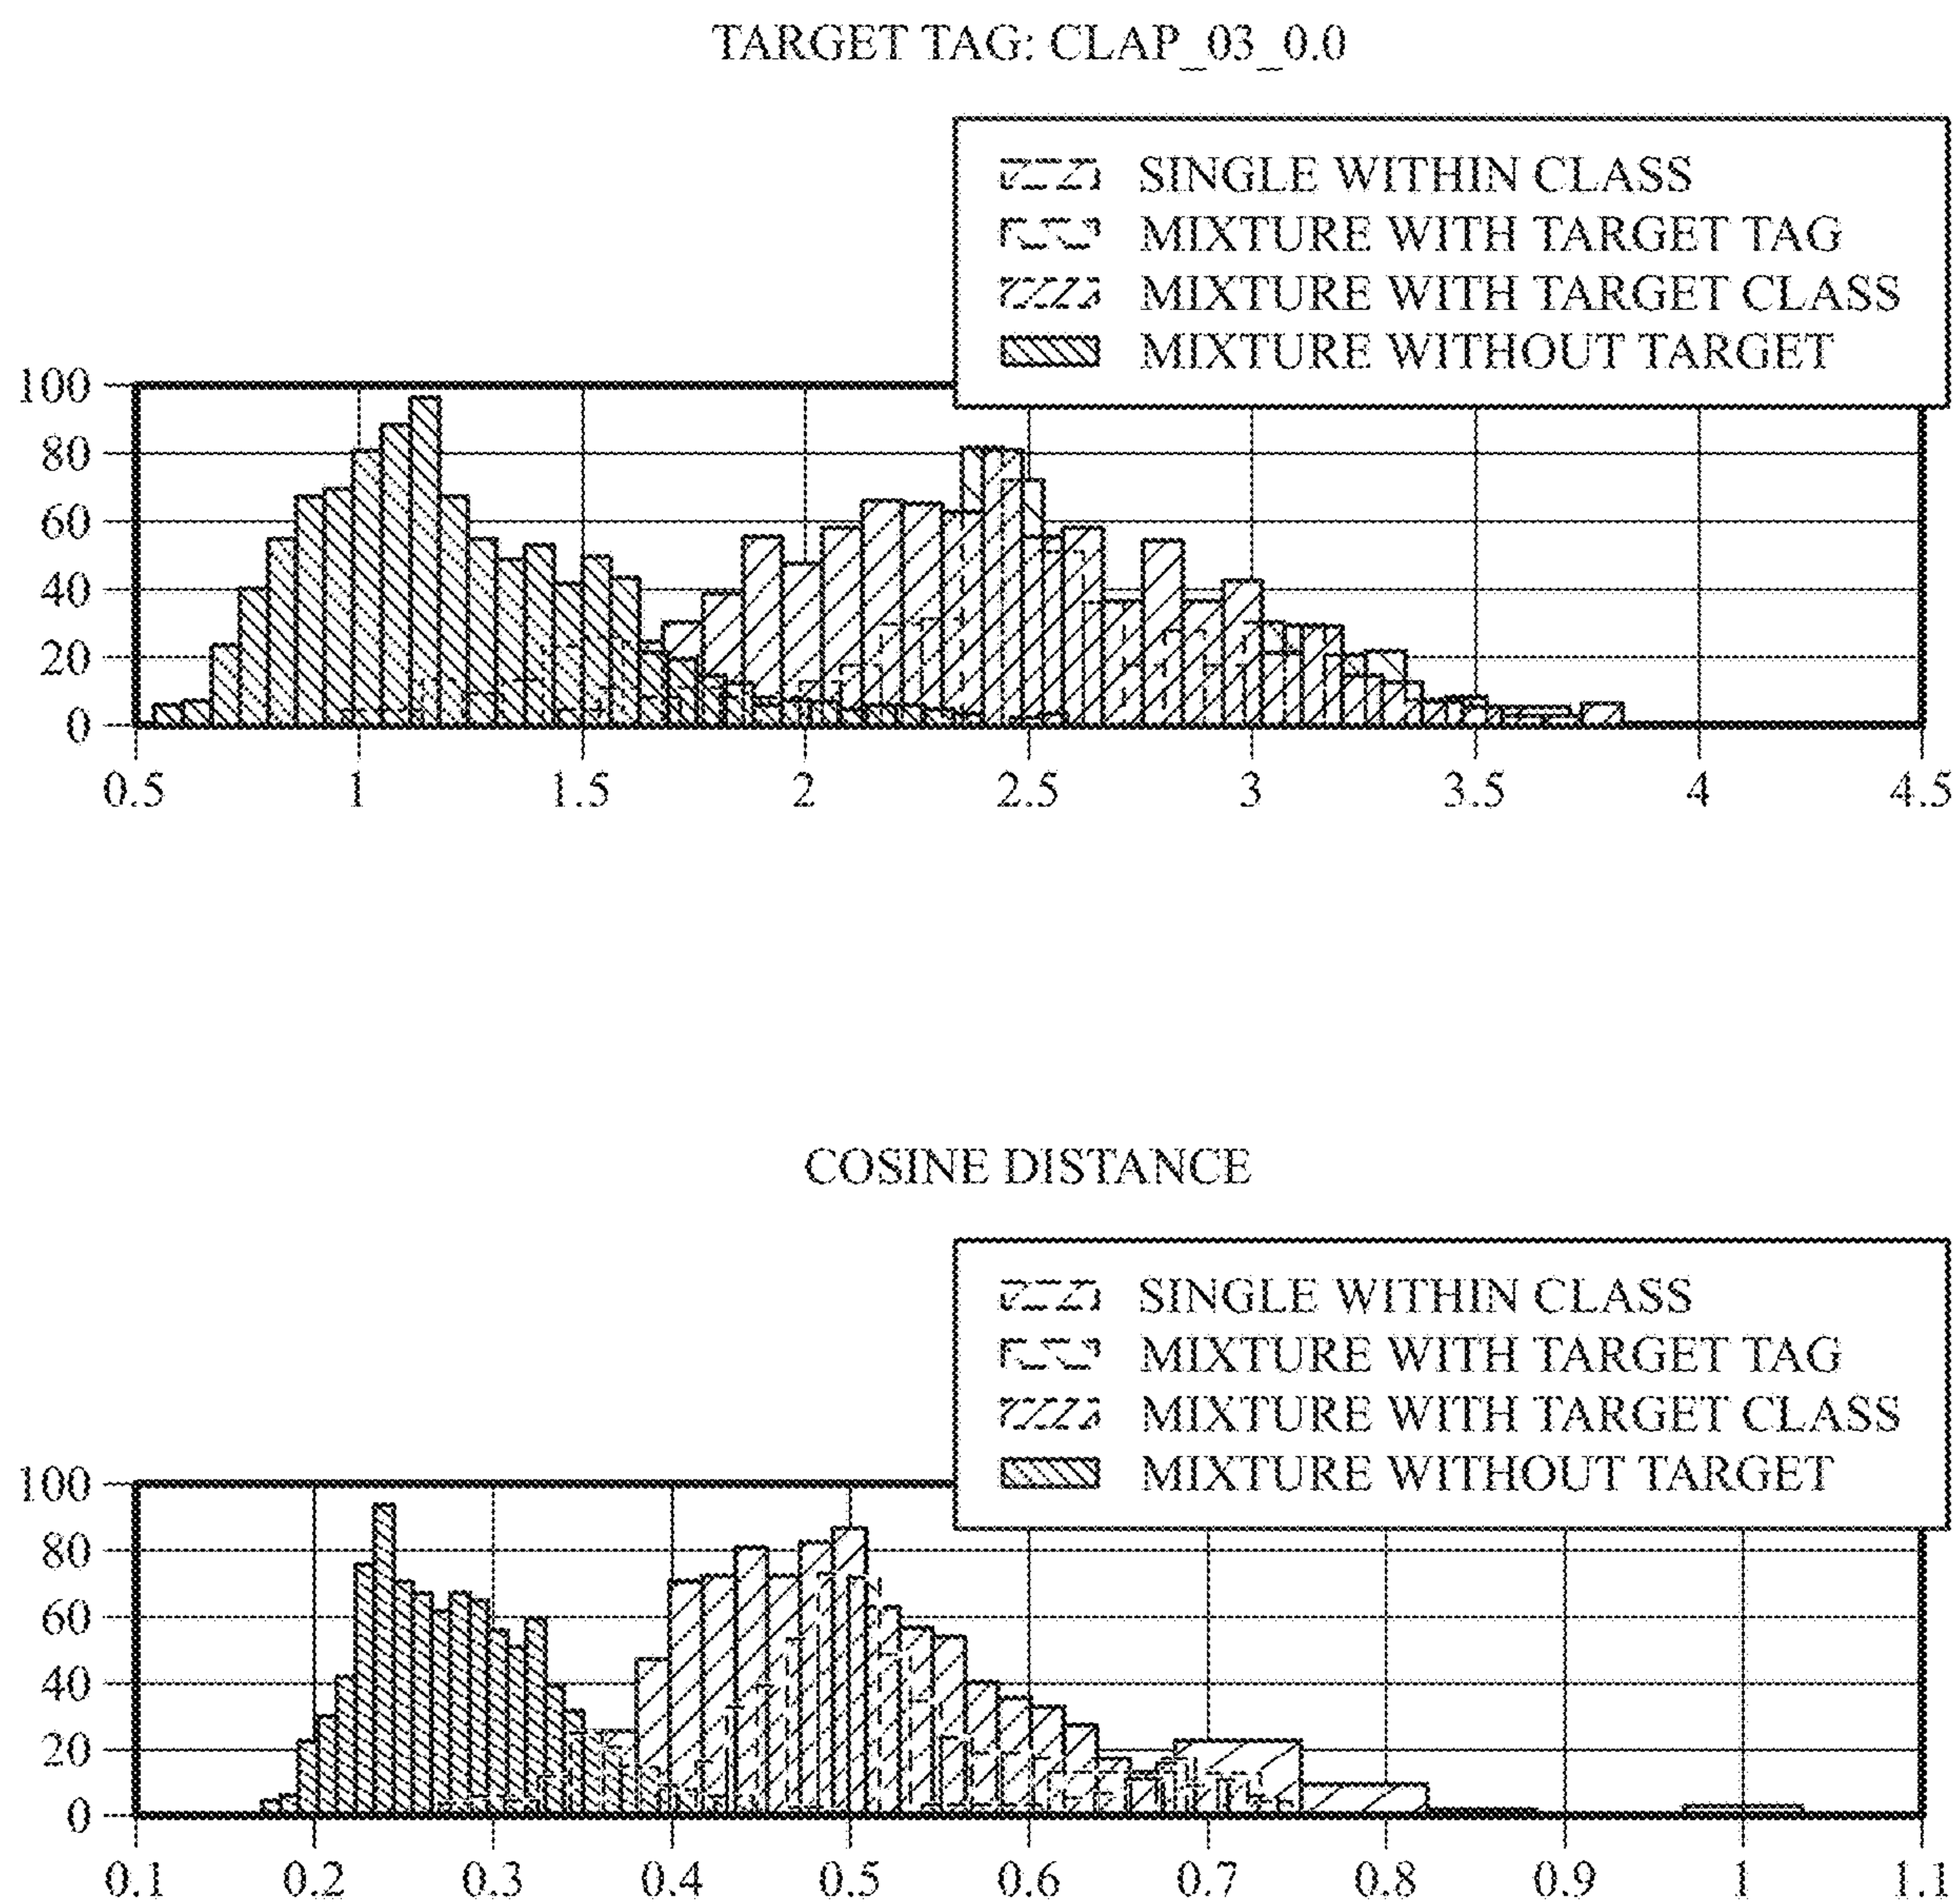 TARGET TAG: CLAP_03_0.0
SINGLE WITHIN CLASS
MIXTURE WITH TARGET TAG
MIXTURE WITH TARGET CLASS
MIXTURE WITHOUT TARGET
100
80
60
40
20
0
0.5 1 1.5 2 2.5 3 3.5 4 4.5
COSINE DISTANCE
SINGLE WITHIN CLASS
MIXTURE WITH TARGET TAG
MIXTURE WITH TARGET CLASS
MIXTURE WITHOUT TARGET
100
80
60
40
20
0
0.1 0.2 0.3 0.4 0.5 0.6 0.7 0.8 0.9 1 1.1